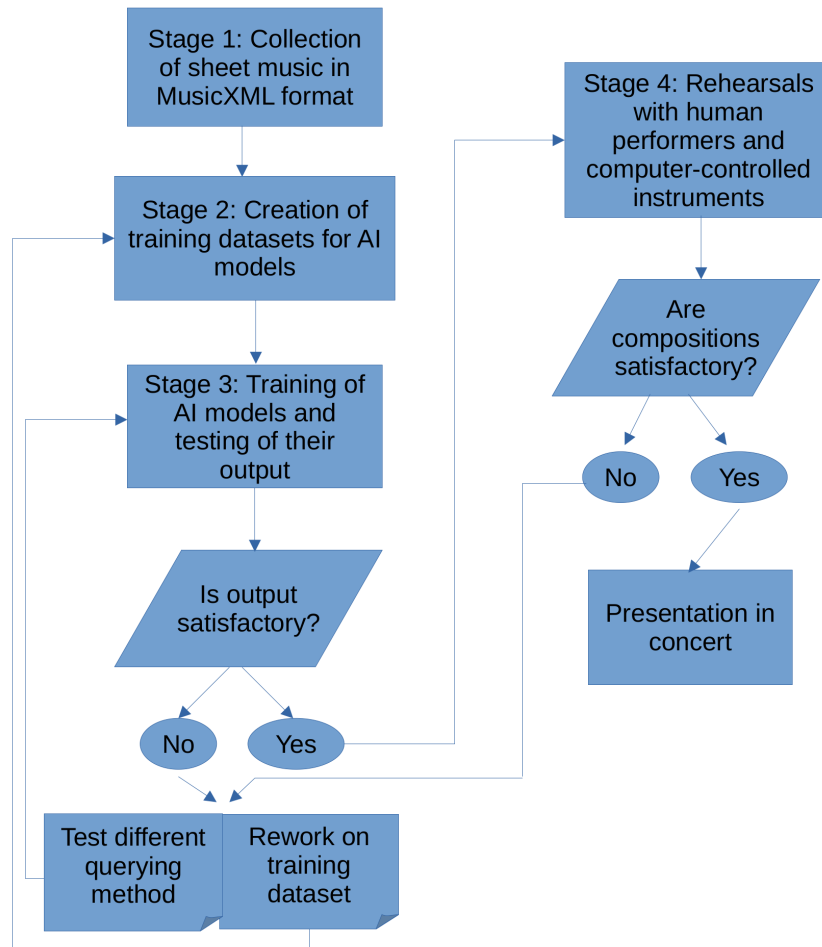 Stage 1: Collection
of sheet music in
MusicXML format
Stage 2: Creation of
training datasets for AI
models
Stage 3: Training of
AI models and
testing of their
output
Is output
satisfactory?
No
Yes
Test different
querying
method
Rework on
training
dataset
Stage 4: Rehearsals
with human
performers and
computer-controlled
instruments
Are
compositions
satisfactory?
No
Yes
Presentation in
concert